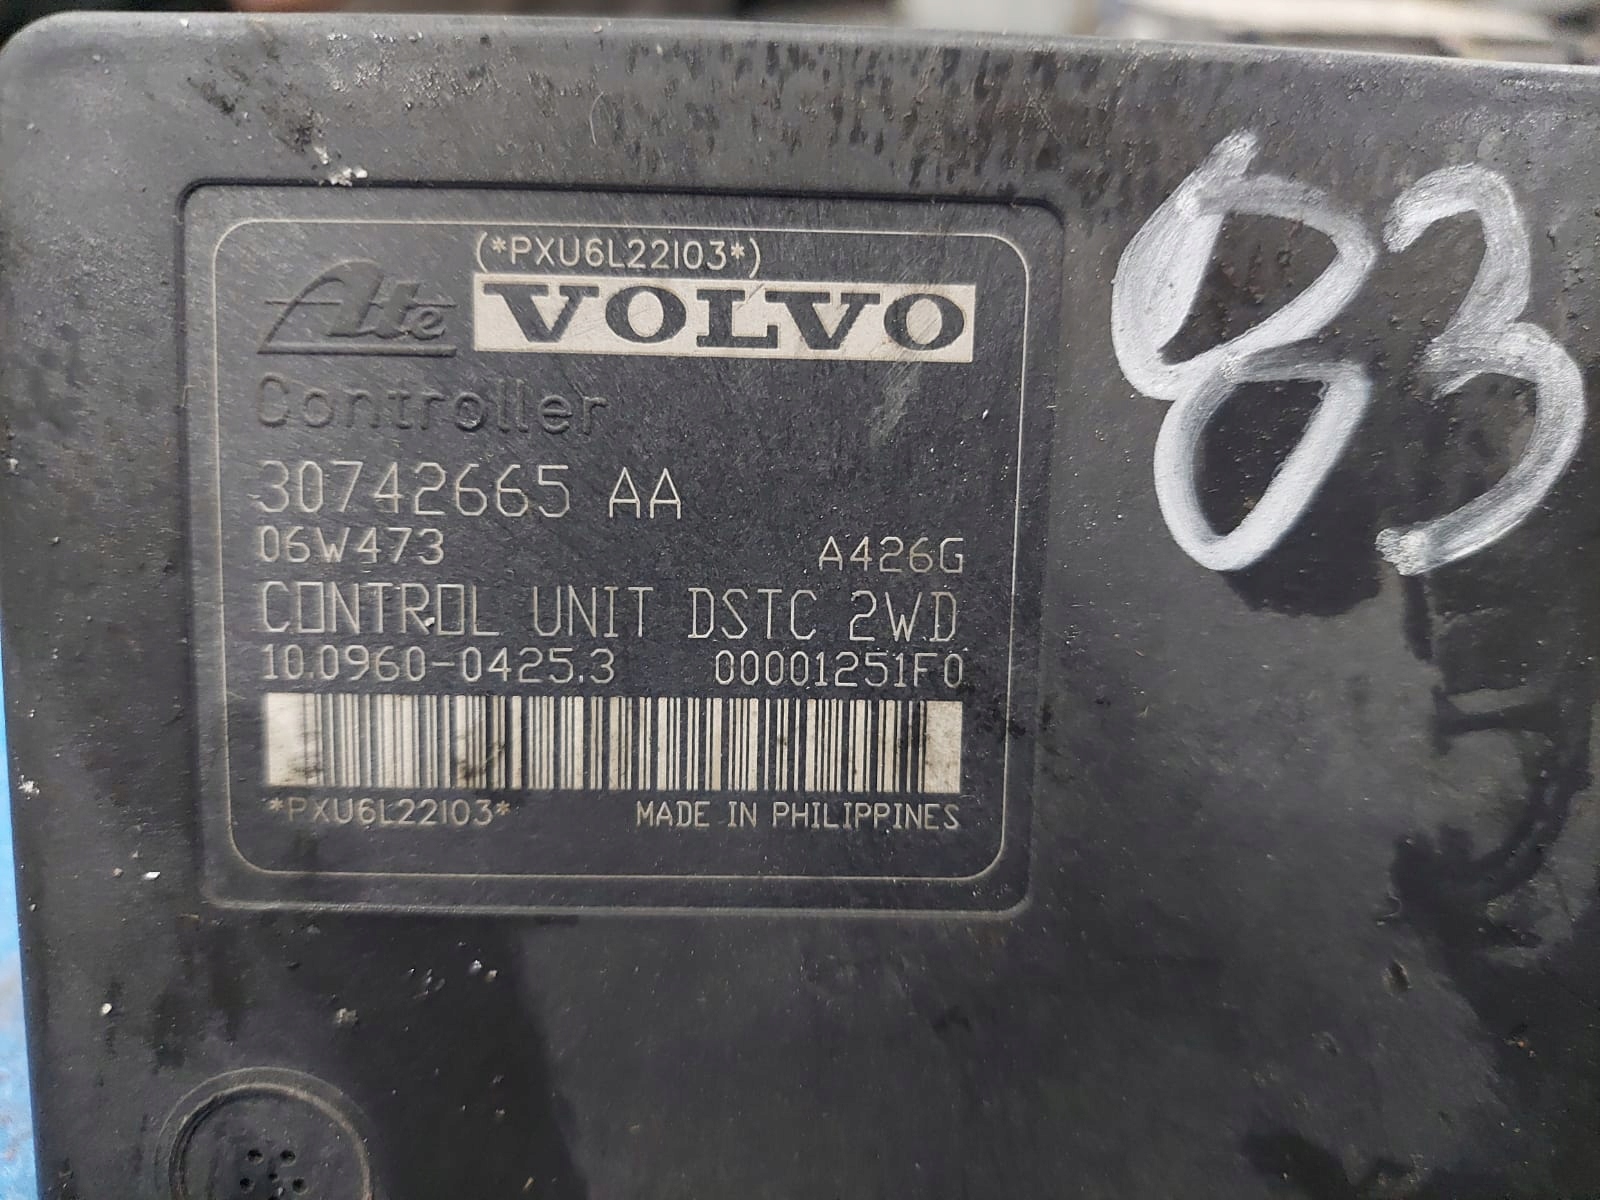 (*PXU6L22103*)
Ate VOLVO
Controller
30742665 AA
06W473 A426G
CONTROL UNIT DSTC 2WD
10.0960-0425.3 00001251F0
*PXU6L22103*
MADE IN PHILIPPINES
83